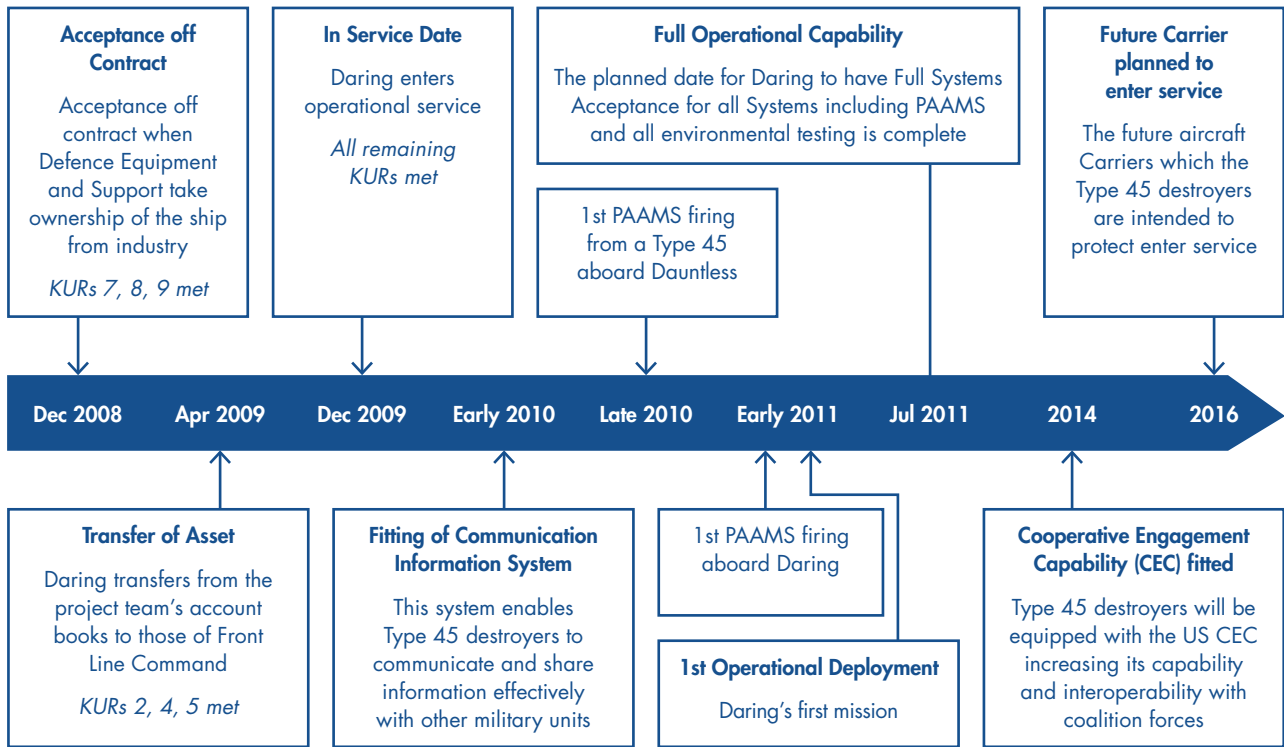 Acceptance off
Contract
Acceptance off
contract when
Defence Equipment
and Support take
ownership of the ship
from industry
KURs 7, 8, 9 met
In Service Date
Daring enters
operational service
All remaining
KURs met
Full Operational Capability
The planned date for Daring to have Full Systems
Acceptance for all Systems including PAAMS
and all environmental testing is complete
1st PAAMS firing
from a Type 45
aboard Dauntless
Future Carrier
planned to
enter service
The future aircraft
Carriers which the
Type 45 destroyers
are intended to
protect enter service
Dec 2008 Apr 2009 Dec 2009 Early 2010 Late 2010 Early 2011 Jul 2011 2014 2016
Transfer of Asset
Daring transfers from the
project team’s account
books to those of Front
Line Command
KURs 2, 4, 5 met
Fitting of Communication
Information System
This system enables
Type 45 destroyers to
communicate and share
information effectively
with other military units
1st PAAMS firing
aboard Daring
1st Operational Deployment
Daring’s first mission
Cooperative Engagement
Capability (CEC) fitted
Type 45 destroyers will be
equipped with the US CEC
increasing its capability
and interoperability with
coalition forces